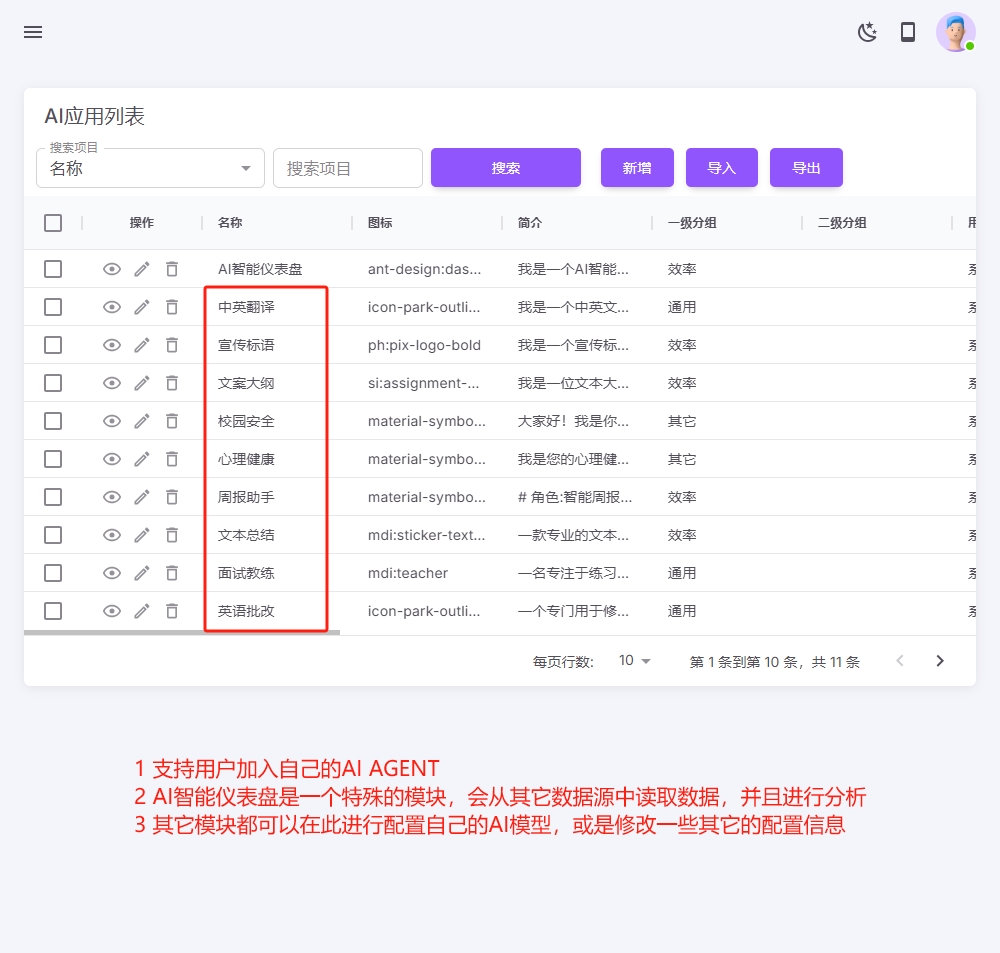 AI应用列表
搜索项目
名称 搜索项目 搜索 新增 导入 导出
操作 名称 图标 简介 一级分组 二级分组
AI智能仪表盘 ant-design:das... 我是一个AI智能... 效率
中英翻译 icon-park-outli... 我是一个中英文... 通用
宣传标语 ph:pix-logo-bold 我是一个宣传标... 效率
文案大纲 si:assignment-... 我是一位文本大... 效率
校园安全 material-symbo... 大家好！我是你... 其它
心理健康 material-symbo... 我是您的心理健... 其它
周报助手 material-symbo... # 角色:智能周报... 效率
文本总结 mdi:sticker-text... 一款专业的文本... 效率
面试教练 mdi:teacher 一名专注于练习... 通用
英语批改 icon-park-outli... 一个专门用于修... 通用
每页行数: 10 第 1 条到第 10 条，共 11 条
1 支持用户加入自己的AI AGENT
2 AI智能仪表盘是一个特殊的模块，会从其它数据源中读取数据，并且进行分析
3 其它模块都可以在此进行配置自己的AI模型，或是修改一些其它的配置信息